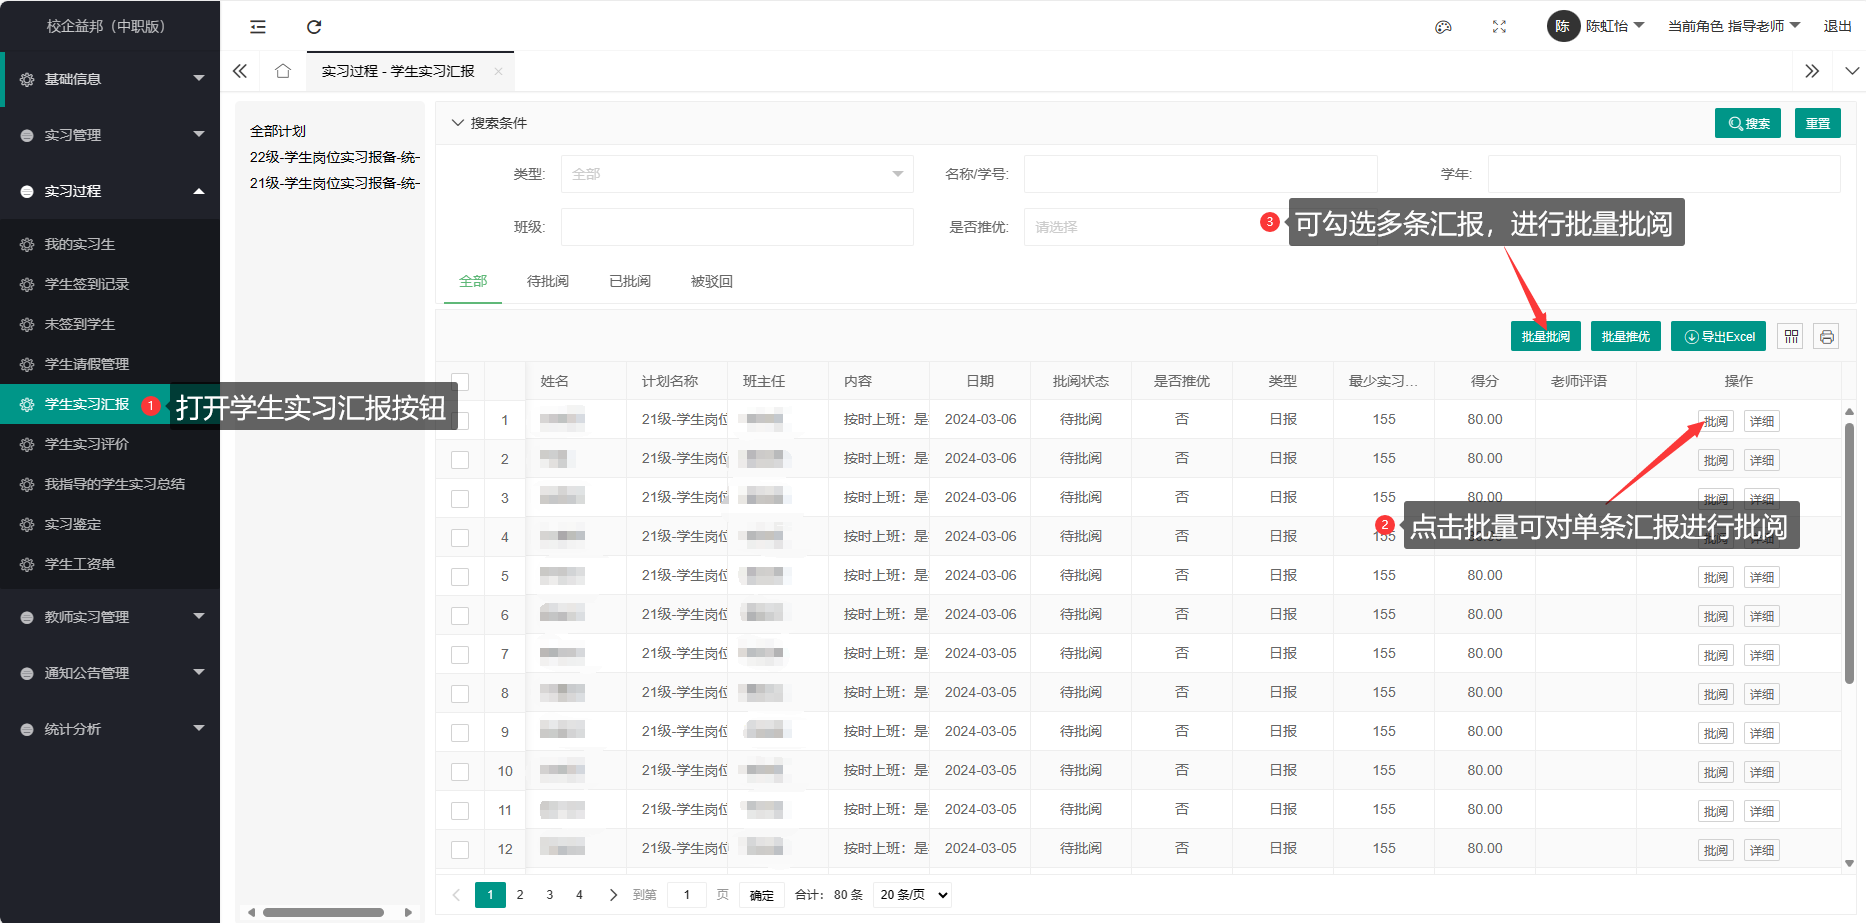 校企益邦（中职版）
陈 陈虹怡
当前角色 指导老师
退出
基础信息
实习管理
实习过程
我的实习生
学生签到记录
未签到学生
学生请假管理
学生实习汇报
学生实习评价
我指导的学生实习总结
实习鉴定
学生工资单
教师实习管理
通知公告管理
统计分析
1 打开学生实习汇报按钮
实习过程 - 学生实习汇报
全部计划
22级-学生岗位实习报备-统一
21级-学生岗位实习报备-统一
搜索条件
搜索 重置
类型: 全部 名称/学号: 学年:
班级: 是否推优: 请选择
3 可勾选多条汇报，进行批量批阅
全部 待批阅 已批阅 被驳回
批量批阅 批量推优 导出Excel
姓名 计划名称 班主任 内容 日期 批阅状态 是否推优 类型 最少实习... 得分 老师评语 操作
1 21级-学生岗位 按时上班：是 2024-03-06 待批阅 否 日报 155 80.00 批阅 详细
2 21级-学生岗位 按时上班：是 2024-03-06 待批阅 否 日报 155 80.00 批阅 详细
3 21级-学生岗位 按时上班：是 2024-03-06 待批阅 否 日报 155 80.00 批阅 详细
2 点击批量可对单条汇报进行批阅
4 21级-学生岗位 按时上班：是 2024-03-06 待批阅 否 日报 155 80.00 批阅 详细
5 21级-学生岗位 按时上班：是 2024-03-06 待批阅 否 日报 155 80.00 批阅 详细
6 21级-学生岗位 按时上班：是 2024-03-06 待批阅 否 日报 155 80.00 批阅 详细
7 21级-学生岗位 按时上班：是 2024-03-05 待批阅 否 日报 155 80.00 批阅 详细
8 21级-学生岗位 按时上班：是 2024-03-05 待批阅 否 日报 155 80.00 批阅 详细
9 21级-学生岗位 按时上班：是 2024-03-05 待批阅 否 日报 155 80.00 批阅 详细
10 21级-学生岗位 按时上班：是 2024-03-05 待批阅 否 日报 155 80.00 批阅 详细
11 21级-学生岗位 按时上班：是 2024-03-05 待批阅 否 日报 155 80.00 批阅 详细
12 21级-学生岗位 按时上班：是 2024-03-05 待批阅 否 日报 155 80.00 批阅 详细
1 2 3 4 到第 1 页 确定 合计： 80 条 20 条/页